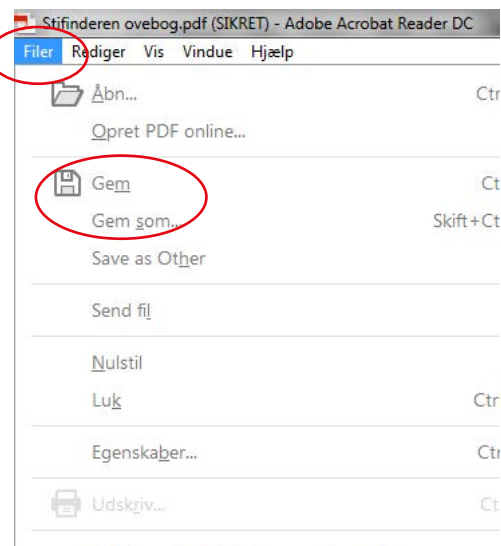 Stifinderen ovebog.pdf (SIKRET) - Adobe Acrobat Reader DC
Filer Rediger Vis Vindue Hjælp
Åbn... Ctr
Opret PDF online...
Gem Ct
Gem som... Skift+Ct
Save as Other
Send fil
Nulstil
Luk Ctr
Egenskaber... Ctr
Udskriv... Ct